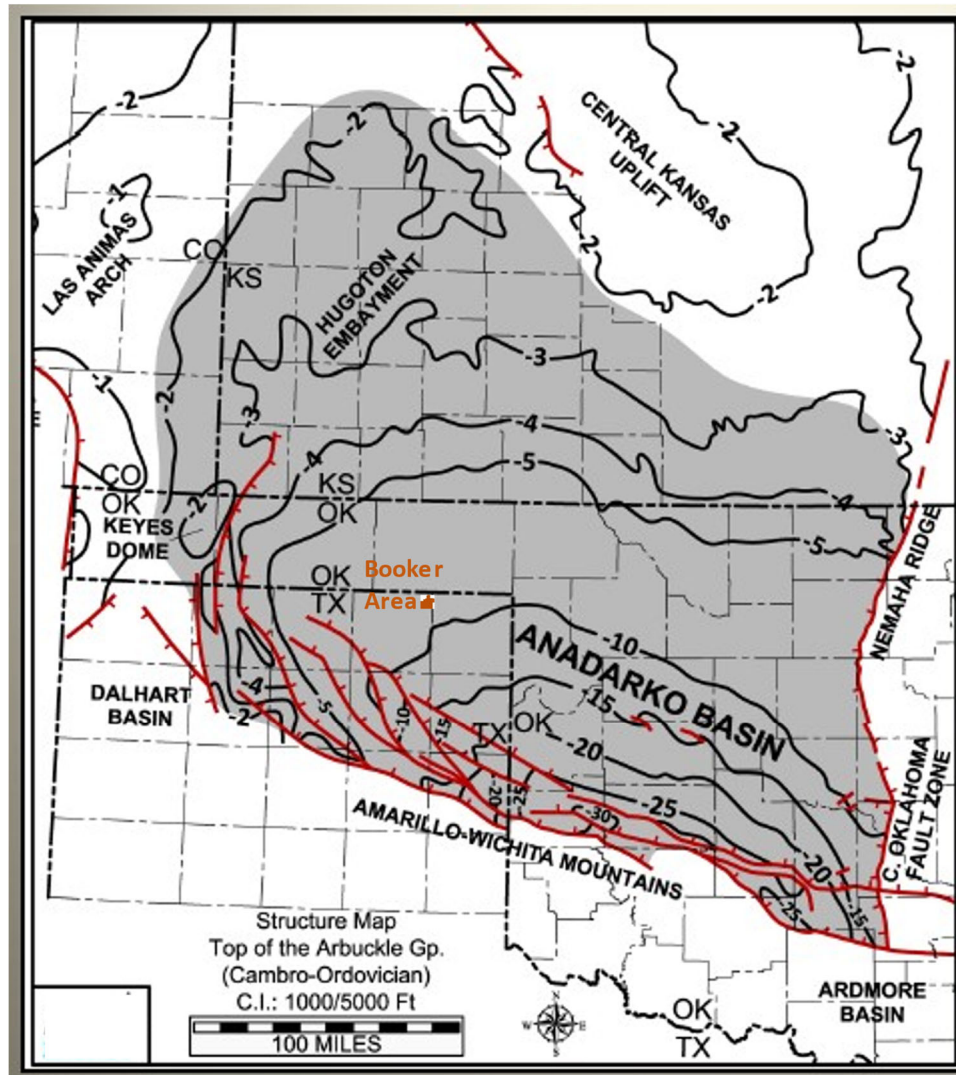 -2
-2
-2
-2
CENTRAL KANSAS
UPLIFT
-1
LAS ANIMAS
ARCH
CO
KS
-2
-2
HUGOTON
EMBAYMENT
-3
-1
-2
-3
-4
-3
-4
-5
CO
OK
KS
OK
-2
-4
-5
KEYES
DOME
OK
TX
Booker
Area
NEMAHA RIDGE
-10
ANADARKO BASIN
DALHART
BASIN
-4
-2
-5
-10
-15
-15
TX
OK
-20
-20
-25
-25
-30
AMARILLO-WICHITA MOUNTAINS
C. OKLAHOMA
FAULT ZONE
-20
-25
-15
Structure Map
Top of the Arbuckle Gp.
(Cambro-Ordovician)
C.I.: 1000/5000 Ft
100 MILES
N
W
E
S
OK
TX
ARDMORE
BASIN